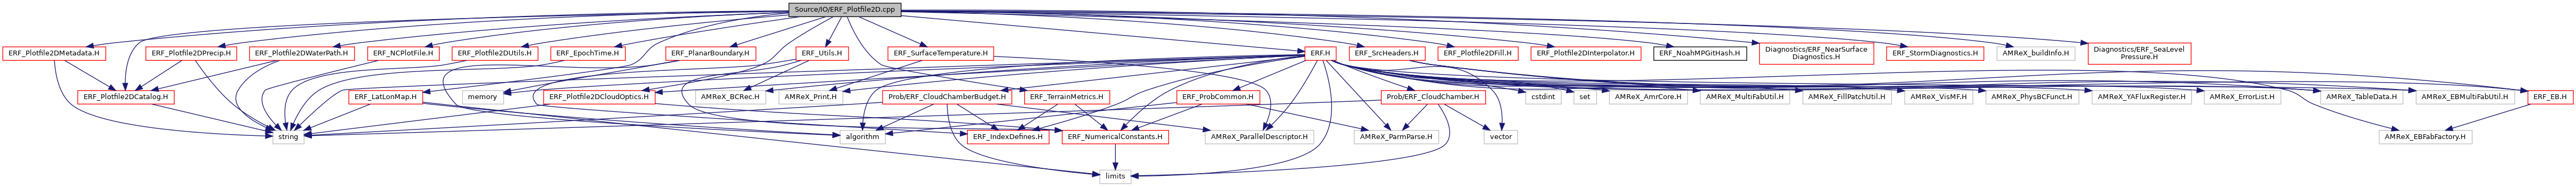 Source/IO/ERF_Plotfile2D.cpp
ERF_Plotfile2DMetadata.H
ERF_Plotfile2DPrecip.H
ERF_Plotfile2DWaterPath.H
ERF_NCPlotFile.H
ERF_Plotfile2DUtils.H
ERF_EpochTime.H
ERF_PlanarBoundary.H
ERF_Utils.H
ERF_SurfaceTemperature.H
ERF.H
ERF_SrcHeaders.H
ERF_Plotfile2DFill.H
ERF_Plotfile2DInterpolator.H
ERF_NoahMPGitHash.H
Diagnostics/ERF_NearSurface
Diagnostics.H
ERF_StormDiagnostics.H
AMReX_buildInfo.H
Diagnostics/ERF_SeaLevel
Pressure.H
ERF_Plotfile2DCatalog.H
ERF_LatLonMap.H
memory
ERF_Plotfile2DCloudOptics.H
AMReX_BCRec.H
AMReX_Print.H
Prob/ERF_CloudChamberBudget.H
ERF_TerrainMetrics.H
ERF_ProbCommon.H
Prob/ERF_CloudChamber.H
cstdint
set
AMReX_AmrCore.H
AMReX_MultiFabUtil.H
AMReX_FillPatchUtil.H
AMReX_VisMF.H
AMReX_PhysBCFunct.H
AMReX_YAFluxRegister.H
AMReX_ErrorList.H
AMReX_TableData.H
AMReX_EBMultiFabUtil.H
ERF_EB.H
string
algorithm
ERF_IndexDefines.H
ERF_NumericalConstants.H
AMReX_ParallelDescriptor.H
AMReX_ParmParse.H
vector
AMReX_EBFabFactory.H
limits